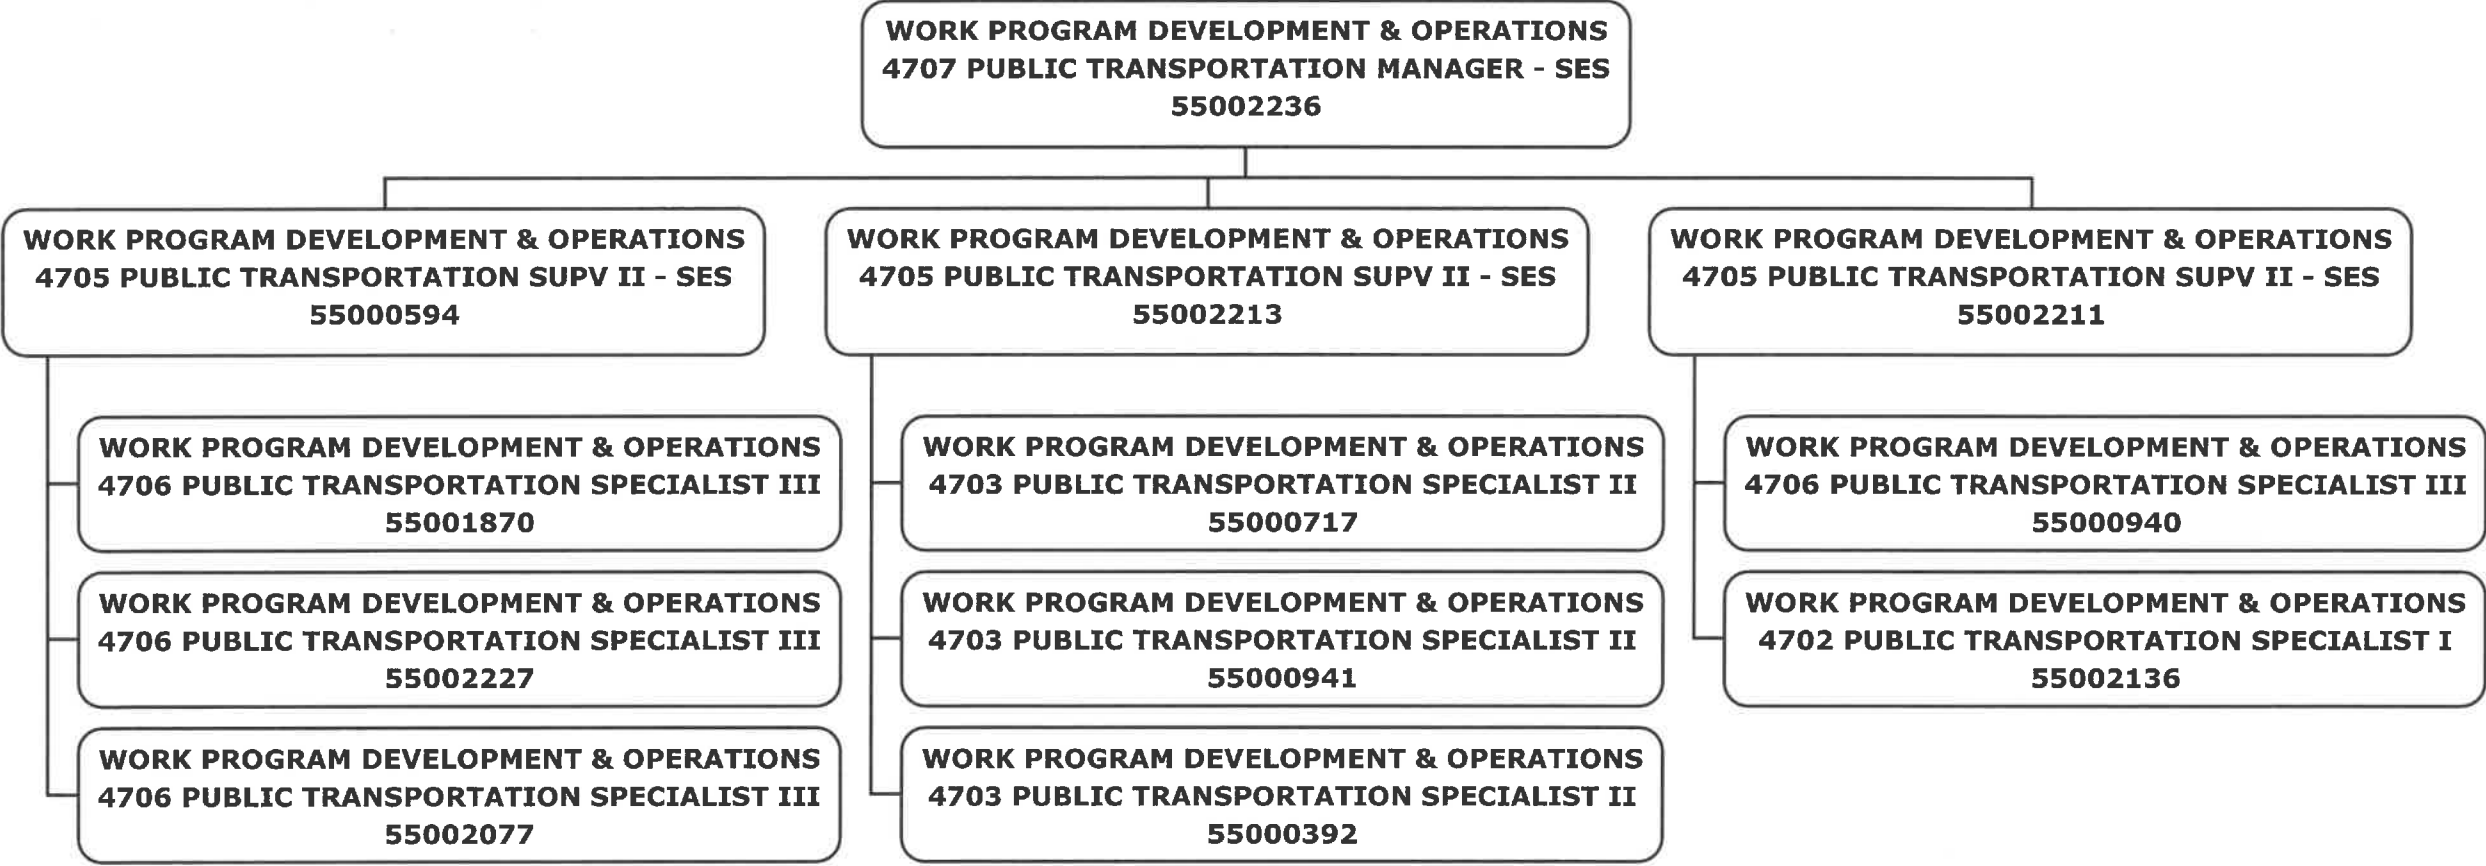 WORK PROGRAM DEVELOPMENT & OPERATIONS
4707 PUBLIC TRANSPORTATION MANAGER - SES
55002236
WORK PROGRAM DEVELOPMENT & OPERATIONS
4705 PUBLIC TRANSPORTATION SUPV II - SES
55000594
WORK PROGRAM DEVELOPMENT & OPERATIONS
4706 PUBLIC TRANSPORTATION SPECIALIST III
55001870
WORK PROGRAM DEVELOPMENT & OPERATIONS
4706 PUBLIC TRANSPORTATION SPECIALIST III
55002227
WORK PROGRAM DEVELOPMENT & OPERATIONS
4706 PUBLIC TRANSPORTATION SPECIALIST III
55002077
WORK PROGRAM DEVELOPMENT & OPERATIONS
4705 PUBLIC TRANSPORTATION SUPV II - SES
55002213
WORK PROGRAM DEVELOPMENT & OPERATIONS
4703 PUBLIC TRANSPORTATION SPECIALIST II
55000717
WORK PROGRAM DEVELOPMENT & OPERATIONS
4703 PUBLIC TRANSPORTATION SPECIALIST II
55000941
WORK PROGRAM DEVELOPMENT & OPERATIONS
4703 PUBLIC TRANSPORTATION SPECIALIST II
55000392
WORK PROGRAM DEVELOPMENT & OPERATIONS
4705 PUBLIC TRANSPORTATION SUPV II - SES
55002211
WORK PROGRAM DEVELOPMENT & OPERATIONS
4706 PUBLIC TRANSPORTATION SPECIALIST III
55000940
WORK PROGRAM DEVELOPMENT & OPERATIONS
4702 PUBLIC TRANSPORTATION SPECIALIST I
55002136